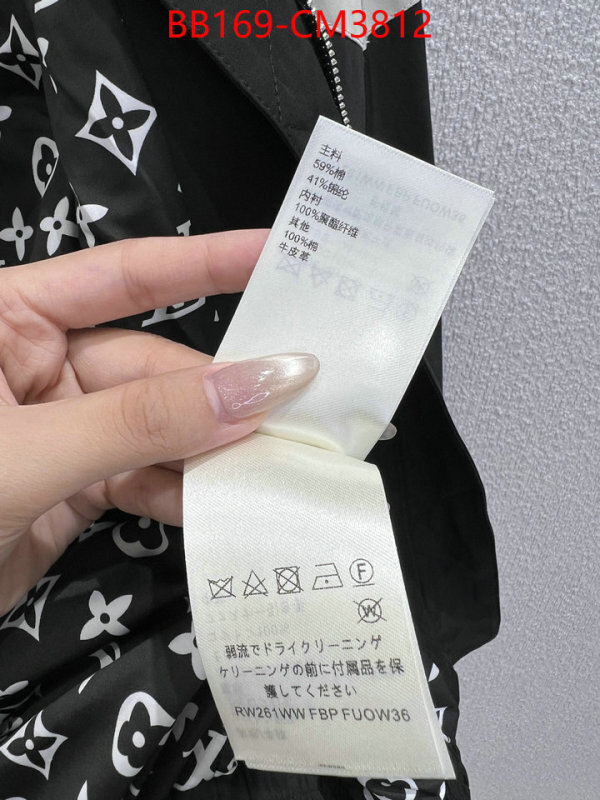 BB169-CM3812
主料
59%棉
41%锦纶
内衬
100%聚酯纤维
其他
100%棉
牛皮革
F
W
弱流でドライクリーニング
ケリーニングの前に付属品を保
護してください
RW261WW FBP FUOW36